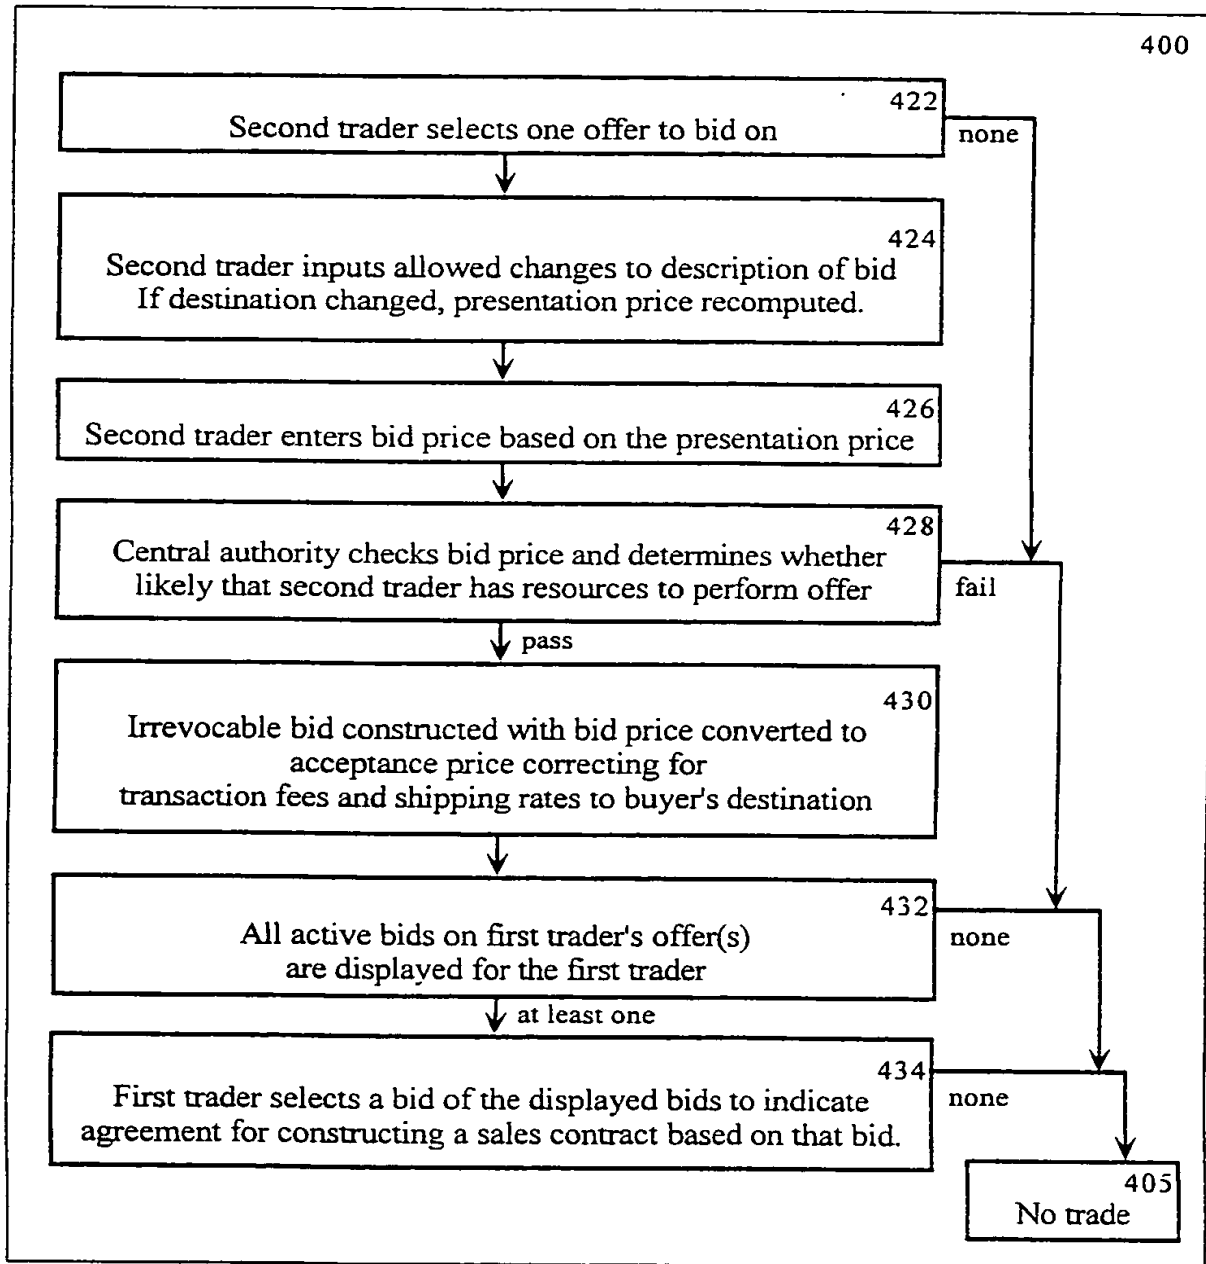 400
422
Second trader selects one offer to bid on
none
424
Second trader inputs allowed changes to description of bid
If destination changed, presentation price recomputed.
426
Second trader enters bid price based on the presentation price
428
Central authority checks bid price and determines whether
likely that second trader has resources to perform offer
fail
pass
430
Irrevocable bid constructed with bid price converted to
acceptance price correcting for
transaction fees and shipping rates to buyer's destination
432
All active bids on first trader's offer(s)
are displayed for the first trader
none
at least one
434
First trader selects a bid of the displayed bids to indicate
agreement for constructing a sales contract based on that bid.
none
405
No trade